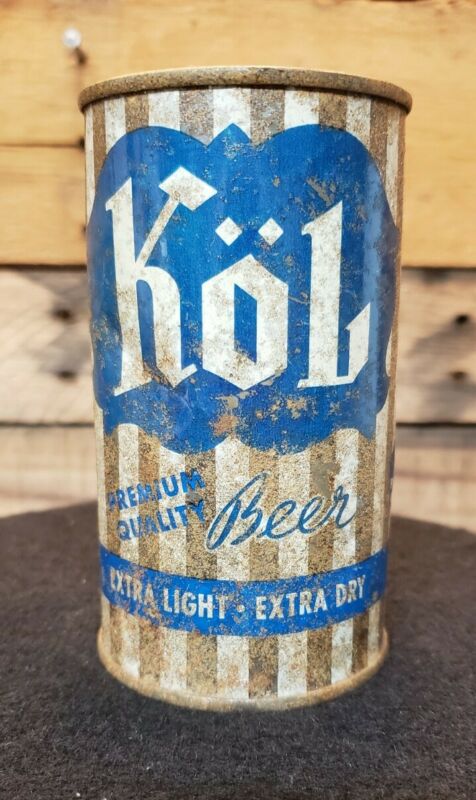 KöL
PREMIUM
QUALITY
Beer
EXTRA LIGHT · EXTRA DRY